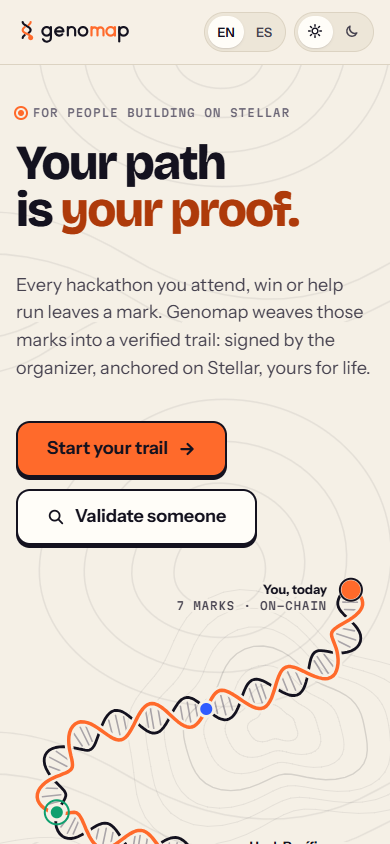 genomap
EN ES
FOR PEOPLE BUILDING ON STELLAR
Your path
is your proof.
Every hackathon you attend, win or help
run leaves a mark. Genomap weaves those
marks into a verified trail: signed by the
organizer, anchored on Stellar, yours for life.
Start your trail →
Validate someone
You, today
7 MARKS · ON-CHAIN